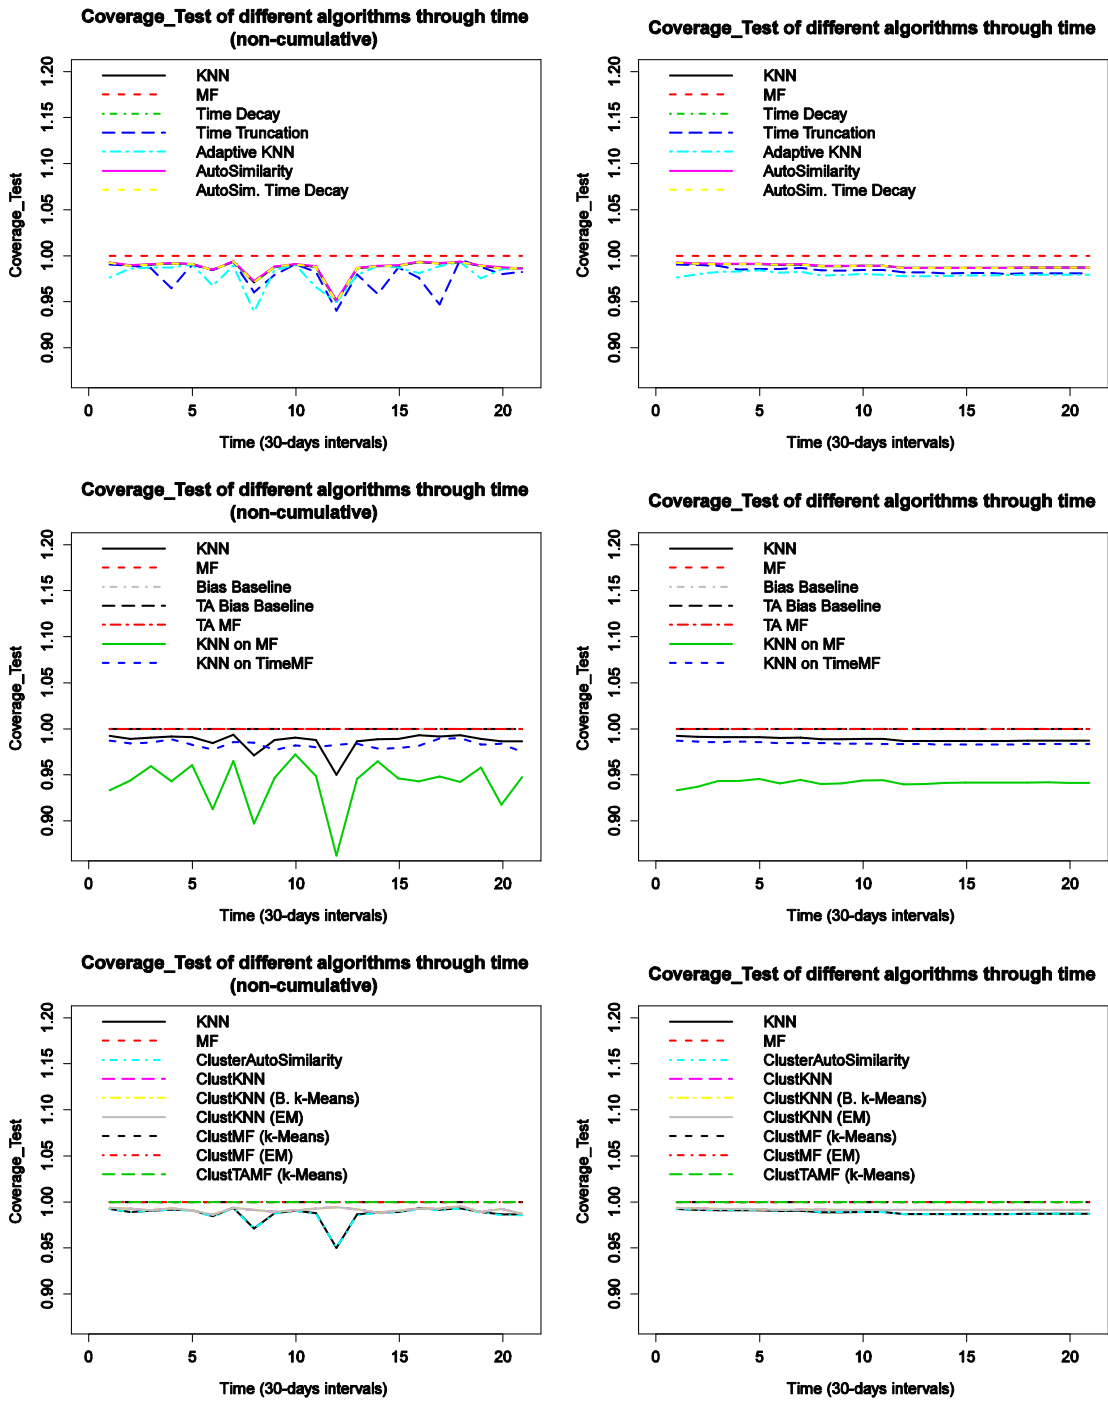 Coverage_Test of different algorithms through time
(non-cumulative)
Coverage_Test
1.20
1.15
1.10
1.05
1.00
0.95
0.90
KNN
MF
Time Decay
Time Truncation
Adaptive KNN
AutoSimilarity
AutoSim. Time Decay
0 5 10 15 20
Time (30-days intervals)
Coverage_Test of different algorithms through time
Coverage_Test
1.20
1.15
1.10
1.05
1.00
0.95
0.90
KNN
MF
Time Decay
Time Truncation
Adaptive KNN
AutoSimilarity
AutoSim. Time Decay
0 5 10 15 20
Time (30-days intervals)
Coverage_Test of different algorithms through time
(non-cumulative)
Coverage_Test
1.20
1.15
1.10
1.05
1.00
0.95
0.90
KNN
MF
Bias Baseline
TA Bias Baseline
TA MF
KNN on MF
KNN on TimeMF
0 5 10 15 20
Time (30-days intervals)
Coverage_Test of different algorithms through time
Coverage_Test
1.20
1.15
1.10
1.05
1.00
0.95
0.90
KNN
MF
Bias Baseline
TA Bias Baseline
TA MF
KNN on MF
KNN on TimeMF
0 5 10 15 20
Time (30-days intervals)
Coverage_Test of different algorithms through time
(non-cumulative)
Coverage_Test
1.20
1.15
1.10
1.05
1.00
0.95
0.90
KNN
MF
ClusterAutoSimilarity
ClustKNN
ClustKNN (B. k-Means)
ClustKNN (EM)
ClustMF (k-Means)
ClustMF (EM)
ClustTAMF (k-Means)
0 5 10 15 20
Time (30-days intervals)
Coverage_Test of different algorithms through time
Coverage_Test
1.20
1.15
1.10
1.05
1.00
0.95
0.90
KNN
MF
ClusterAutoSimilarity
ClustKNN
ClustKNN (B. k-Means)
ClustKNN (EM)
ClustMF (k-Means)
ClustMF (EM)
ClustTAMF (k-Means)
0 5 10 15 20
Time (30-days intervals)